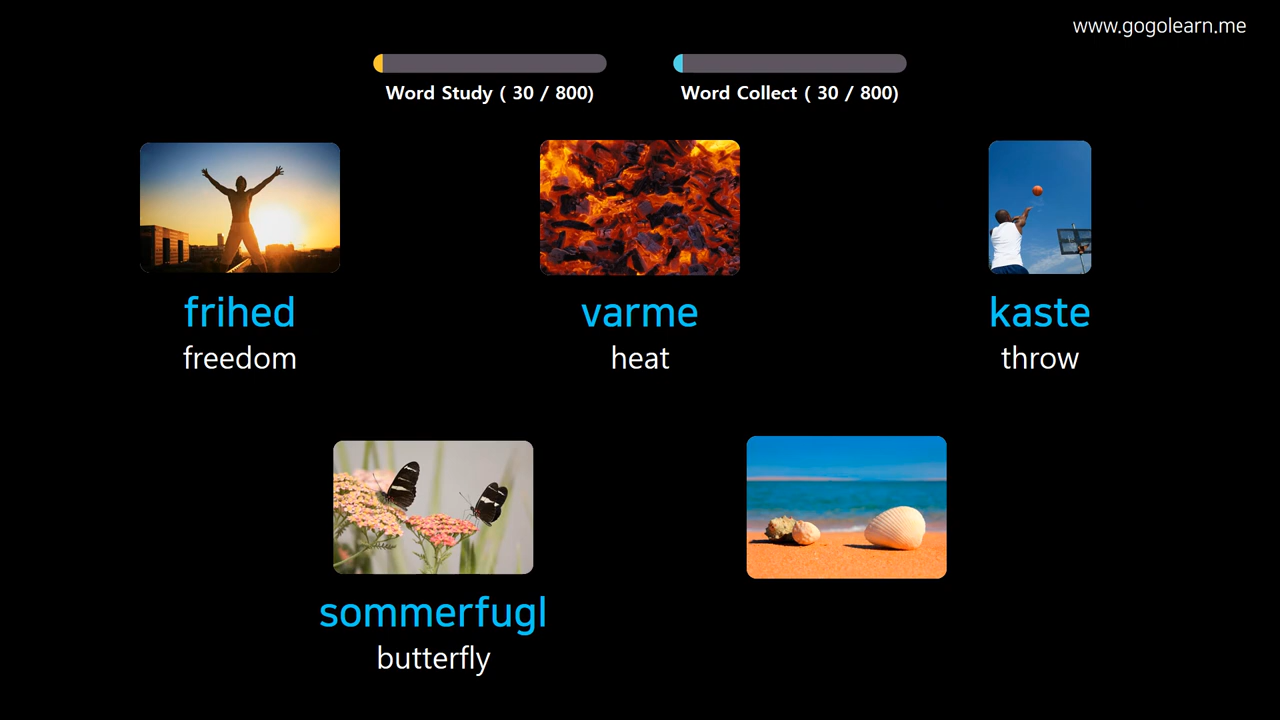 www.gogolearn.me
Word Study ( 30 / 800)
Word Collect ( 30 / 800)
frihed
freedom
varme
heat
kaste
throw
sommerfugl
butterfly